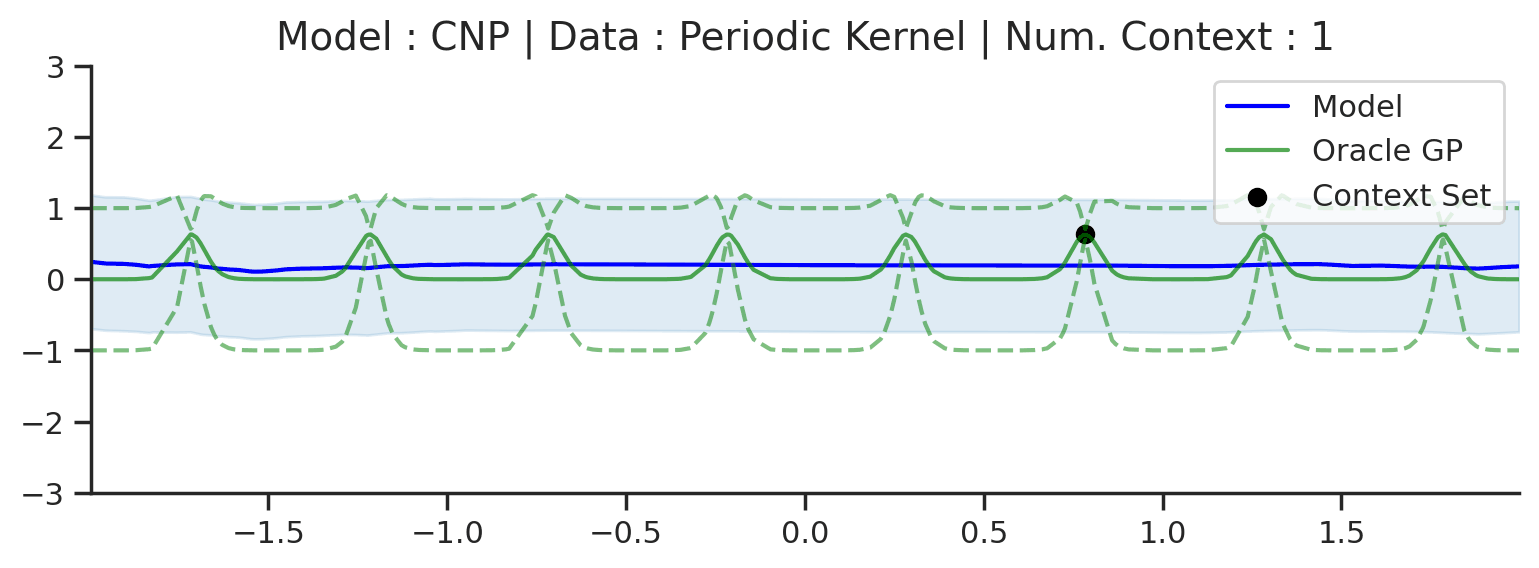 Model : CNP | Data : Periodic Kernel | Num. Context : 1
3
2
1
0
−1
−2
−3
Model
Oracle GP
Context Set
−1.5 −1.0 −0.5 0.0 0.5 1.0 1.5